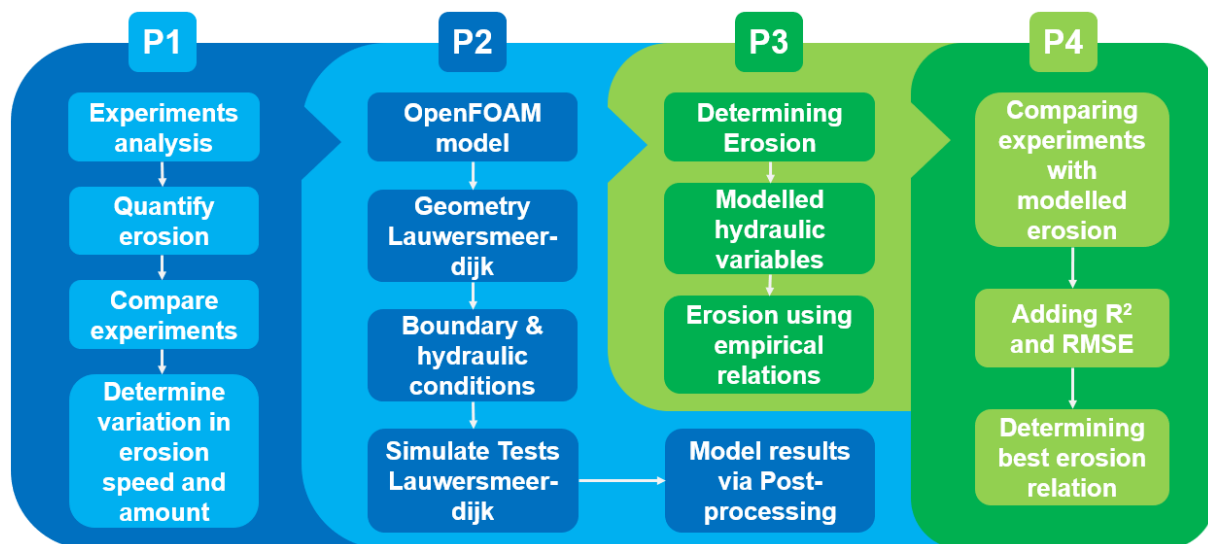 P1
Experiments
analysis
Quantify
erosion
Compare
experiments
Determine
variation in
erosion
speed and
amount
P2
OpenFOAM
model
Geometry
Lauwersmeer-
dijk
Boundary &
hydraulic
conditions
Simulate Tests
Lauwersmeer-
dijk
Model results
via Post-
processing
P3
Determining
Erosion
Modelled
hydraulic
variables
Erosion using
empirical
relations
P4
Comparing
experiments
with
modelled
erosion
Adding R²
and RMSE
Determining
best erosion
relation